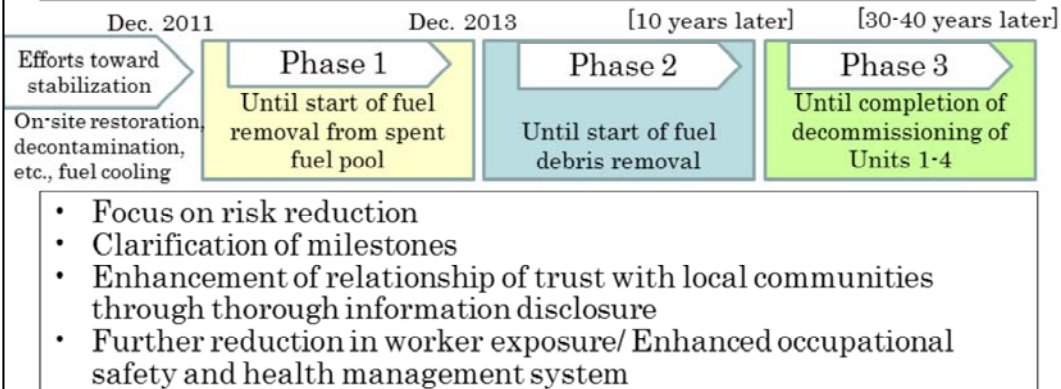 Dec. 2011
Dec. 2013
[10 years later]
[30-40 years later]
Efforts toward
stabilization
On-site restoration,
decontamination,
etc., fuel cooling
Phase 1
Until start of fuel
removal from spent
fuel pool
Phase 2
Until start of fuel
debris removal
Phase 3
Until completion of
decommissioning of
Units 1-4
• Focus on risk reduction
• Clarification of milestones
• Enhancement of relationship of trust with local communities
through thorough information disclosure
• Further reduction in worker exposure/ Enhanced occupational
safety and health management system